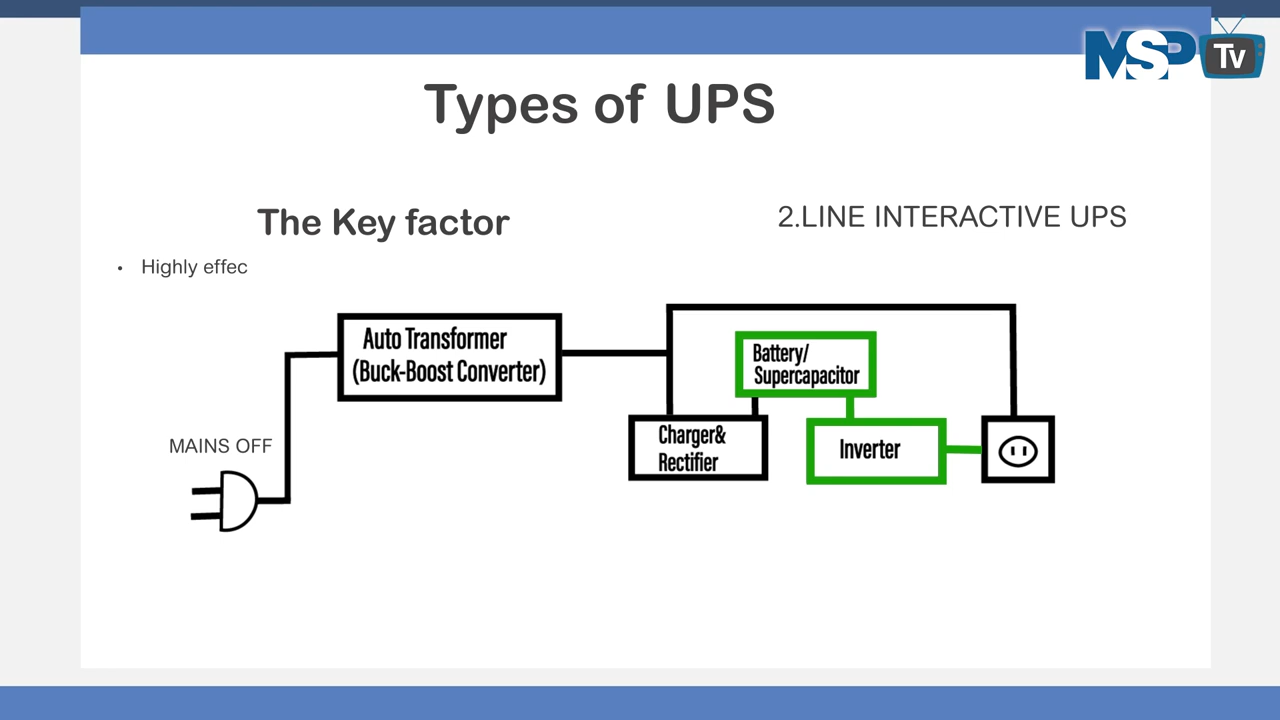 MSP Tv
Types of UPS
The Key factor
2.LINE INTERACTIVE UPS
• Highly effec
Auto Transformer
(Buck-Boost Converter)
Battery/
Supercapacitor
Charger&
Rectifier
Inverter
MAINS OFF